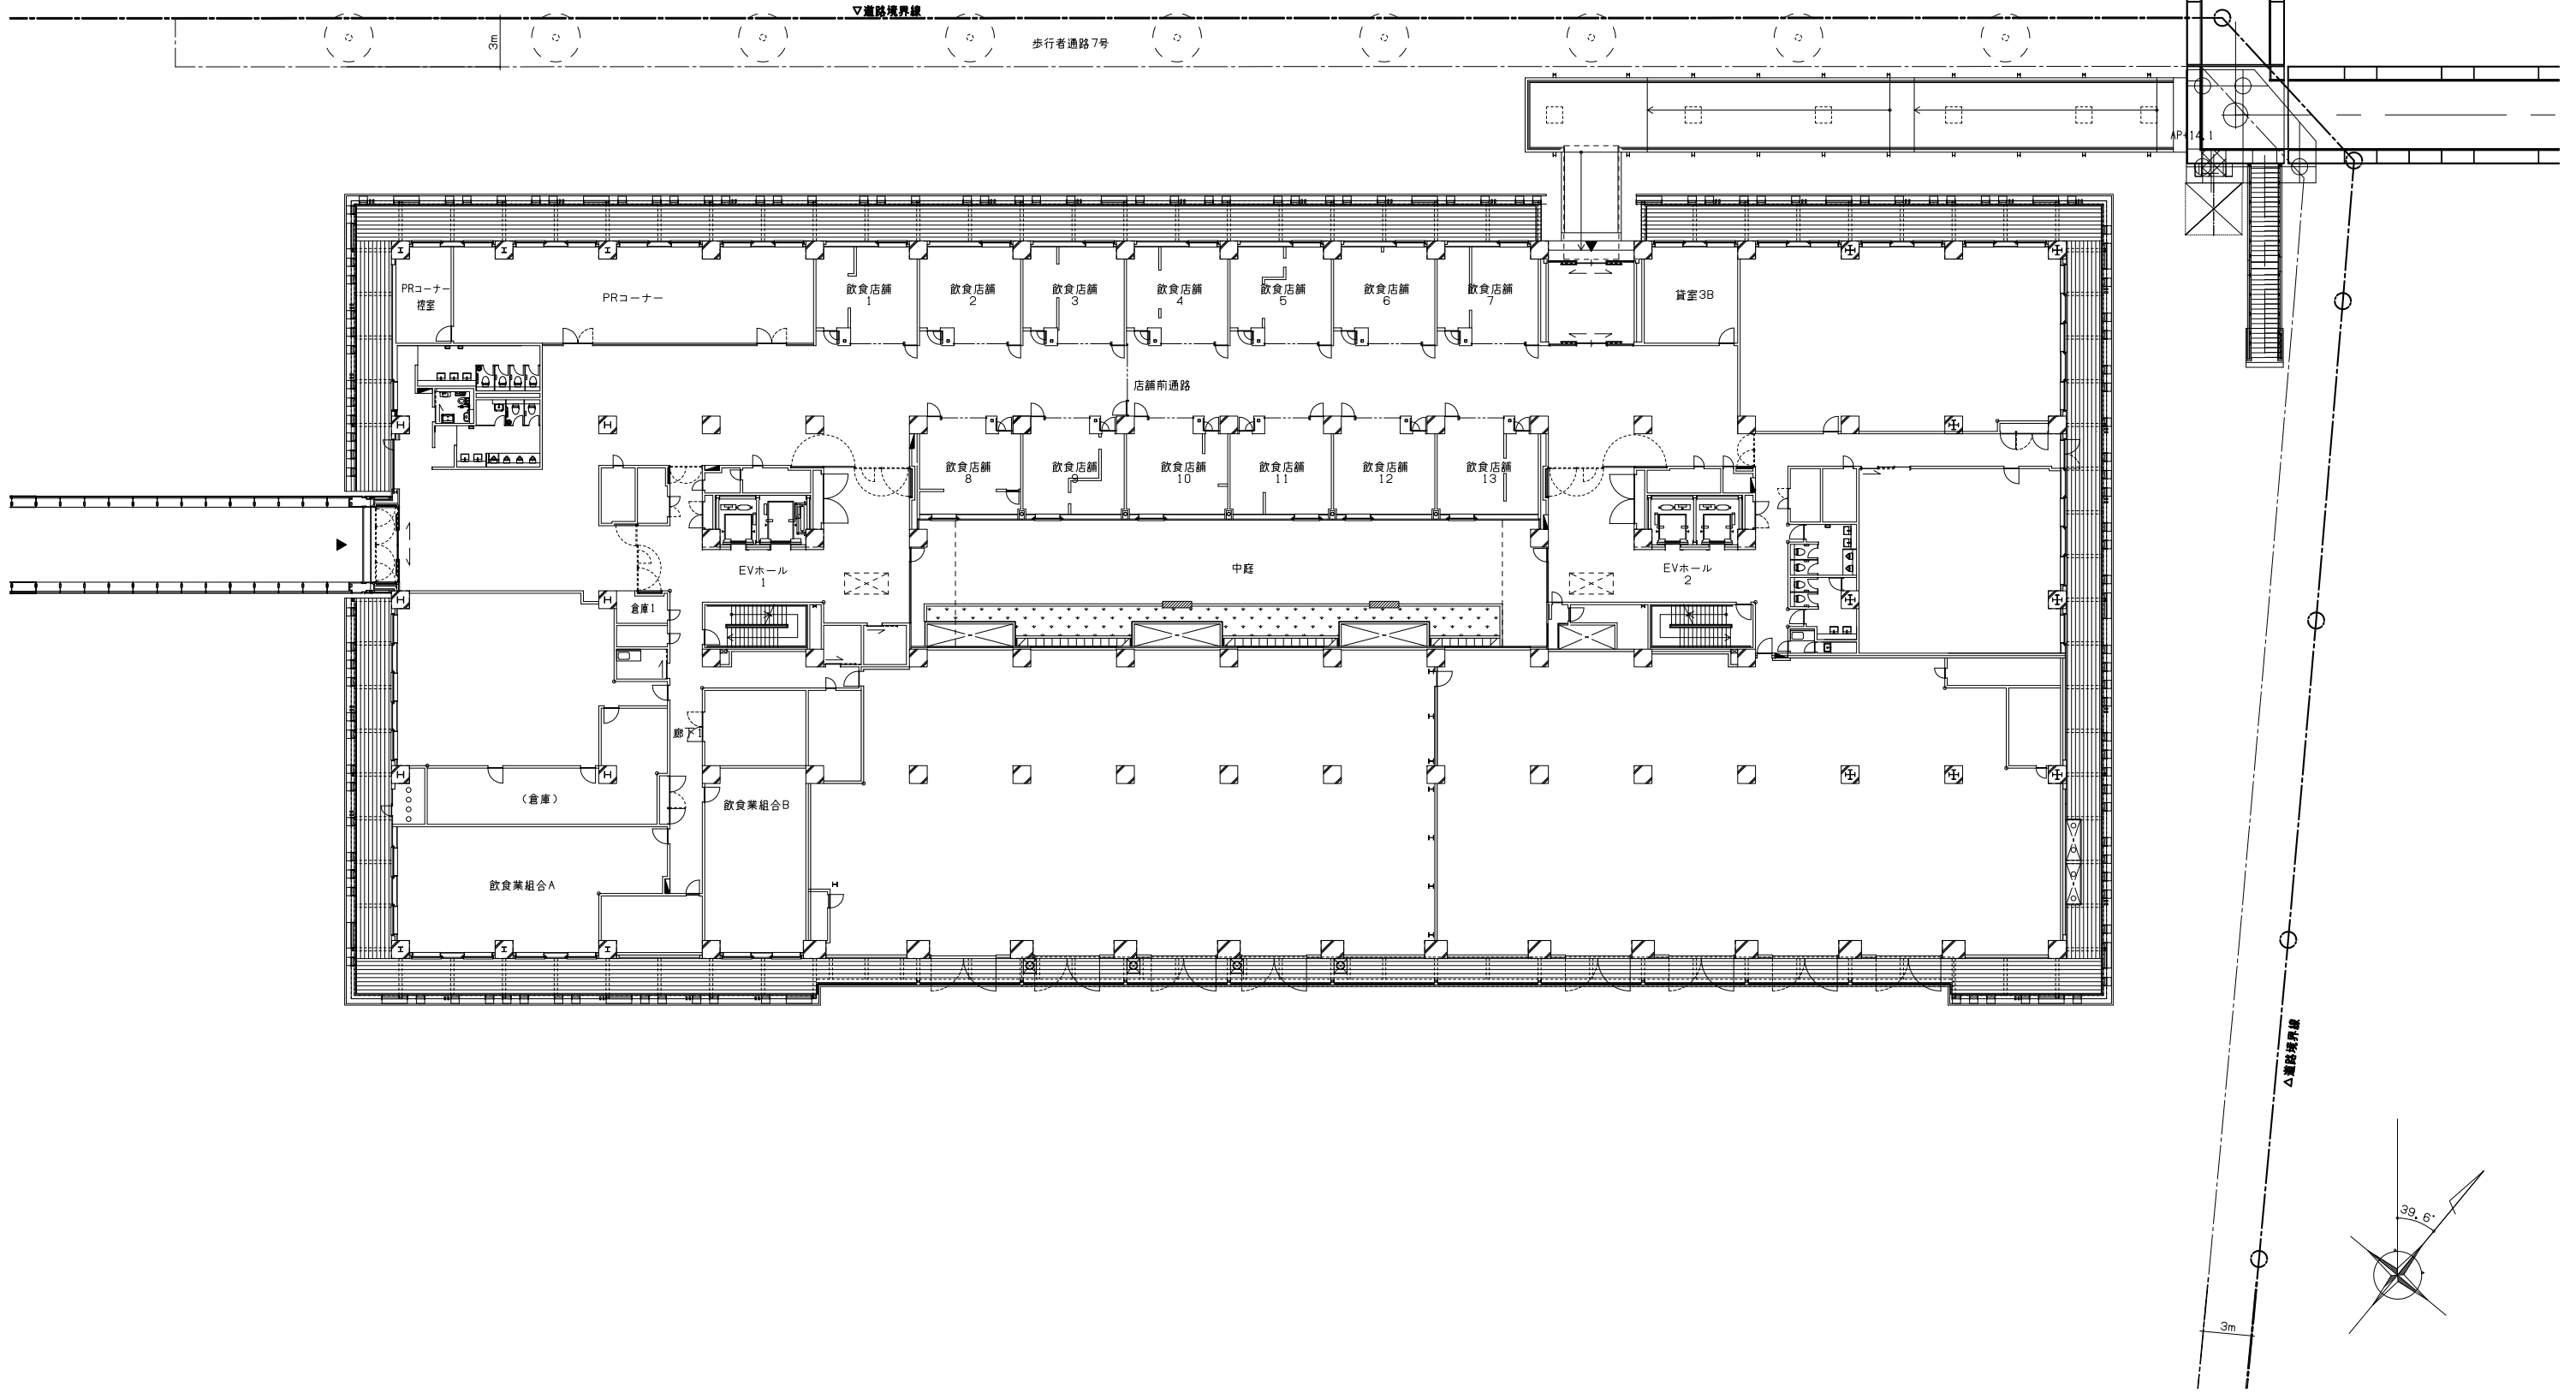 ▽道路境界線
3m
歩行者通路7号
AP+14.1
PRコーナー
控室
PRコーナー
飲食店舗
1
飲食店舗
2
飲食店舗
3
飲食店舗
4
飲食店舗
5
飲食店舗
6
飲食店舗
7
貸室3B
店舗前通路
飲食店舗
8
飲食店舗
9
飲食店舗
10
飲食店舗
11
飲食店舗
12
飲食店舗
13
EVホール
1
中庭
EVホール
2
倉庫1
廊下1
(倉庫)
飲食業組合B
飲食業組合A
△道路境界線
39.6°
3m